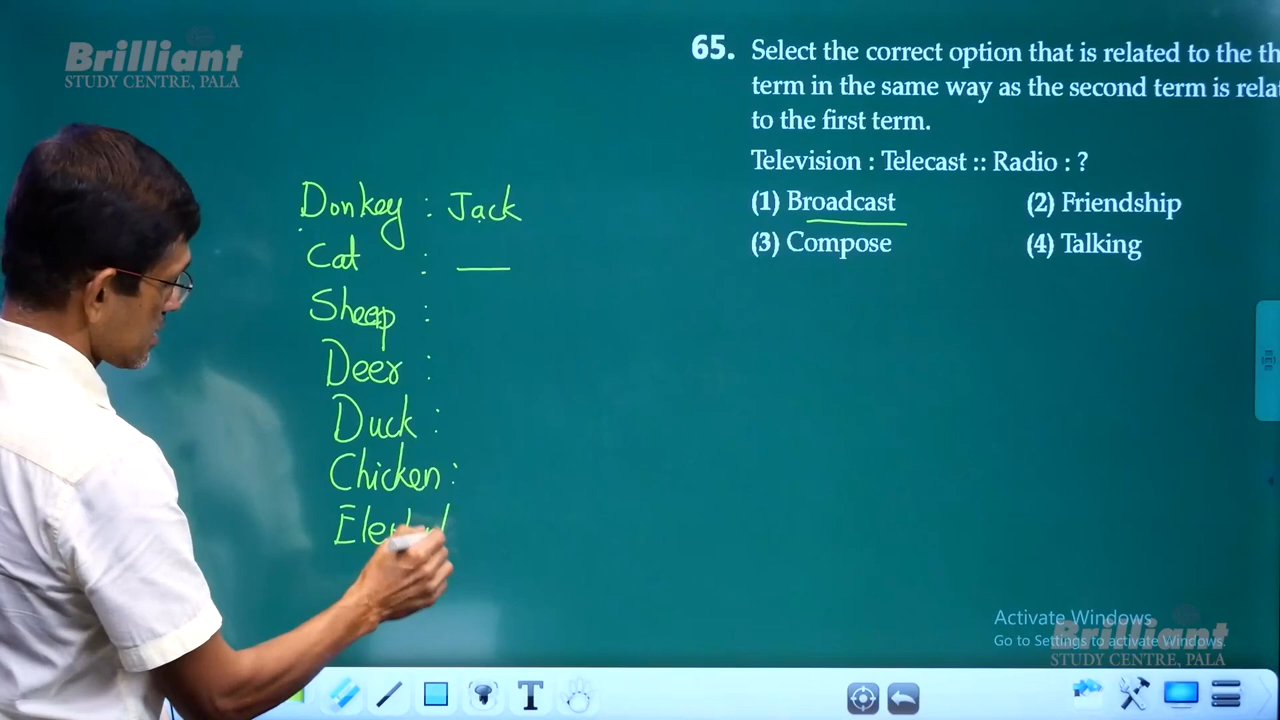 Brilliant
STUDY CENTRE, PALA
65. Select the correct option that is related to the th
term in the same way as the second term is rela
to the first term.
Television : Telecast :: Radio : ?
(1) Broadcast (2) Friendship
(3) Compose (4) Talking
Donkey : Jack
Cat :
Sheep :
Deer :
Duck :
Chicken :
Activate Windows
Go to Settings to activate Windows.
Brilliant
STUDY CENTRE, PALA
T